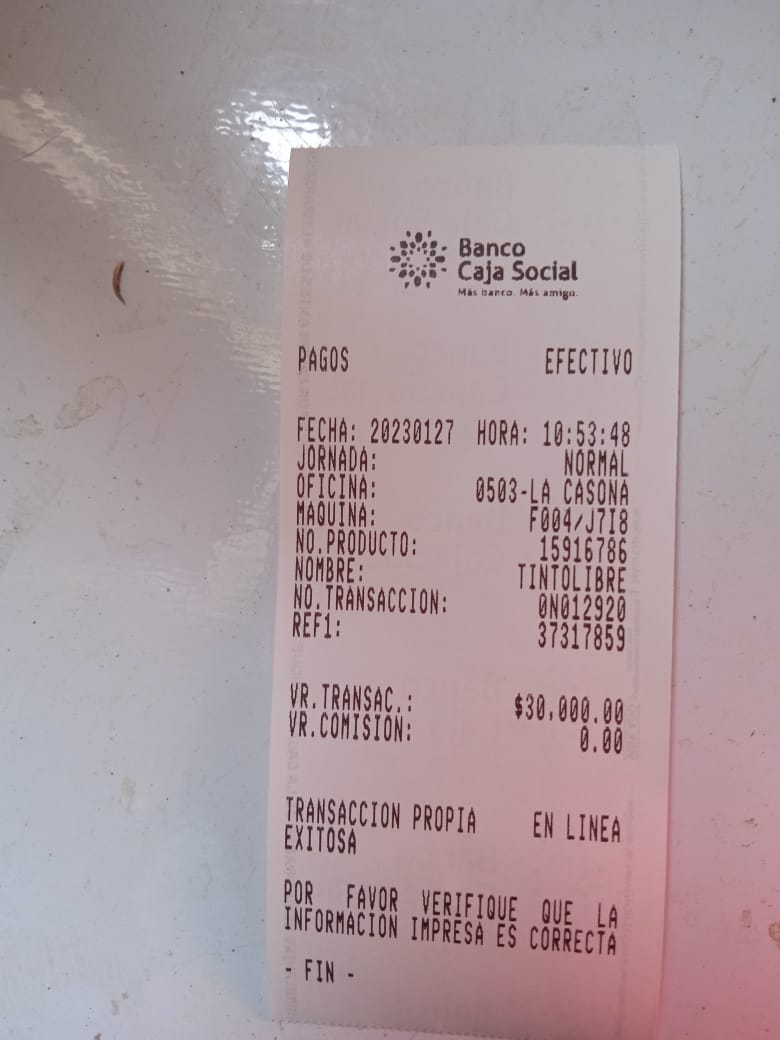 Banco
Caja Social
Más banco. Más amigo.
PAGOS EFECTIVO
FECHA: 20230127 HORA: 10:53:48
JORNADA: NORMAL
OFICINA: 0503-LA CASONA
MAQUINA: F004/J7I8
NO.PRODUCTO: 15916786
NOMBRE: TINTOLIBRE
NO.TRANSACCION: 0N012920
REF1: 37317859
VR.TRANSAC.: $30,000.00
VR.COMISION: 0.00
TRANSACCION PROPIA EN LINEA
EXITOSA
POR FAVOR VERIFIQUE QUE LA
INFORMACION IMPRESA ES CORRECTA
- FIN -